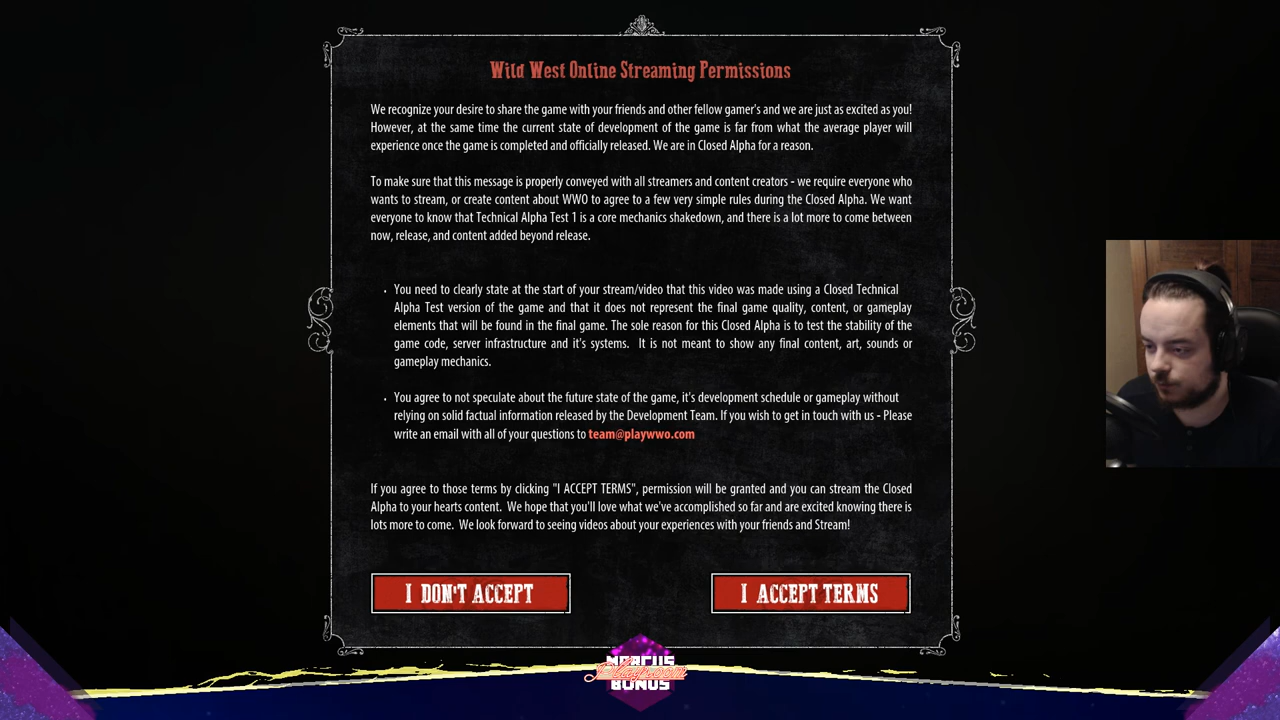 Wild West Online Streaming Permissions
We recognize your desire to share the game with your friends and other fellow gamer's and we are just as excited as you!
However, at the same time the current state of development of the game is far from what the average player will
experience once the game is completed and officially released. We are in Closed Alpha for a reason.
To make sure that this message is properly conveyed with all streamers and content creators - we require everyone who
wants to stream, or create content about WWO to agree to a few very simple rules during the Closed Alpha. We want
everyone to know that Technical Alpha Test 1 is a core mechanics shakedown, and there is a lot more to come between
now, release, and content added beyond release.
• You need to clearly state at the start of your stream/video that this video was made using a Closed Technical
Alpha Test version of the game and that it does not represent the final game quality, content, or gameplay
elements that will be found in the final game. The sole reason for this Closed Alpha is to test the stability of the
game code, server infrastructure and it's systems. It is not meant to show any final content, art, sounds or
gameplay mechanics.
• You agree to not speculate about the future state of the game, it's development schedule or gameplay without
relying on solid factual information released by the Development Team. If you wish to get in touch with us - Please
write an email with all of your questions to team@playwwo.com
If you agree to those terms by clicking "I ACCEPT TERMS", permission will be granted and you can stream the Closed
Alpha to your hearts content. We hope that you'll love what we've accomplished so far and are excited knowing there is
lots more to come. We look forward to seeing videos about your experiences with your friends and Stream!
I DON'T ACCEPT
I ACCEPT TERMS
MARCUS
BONUS